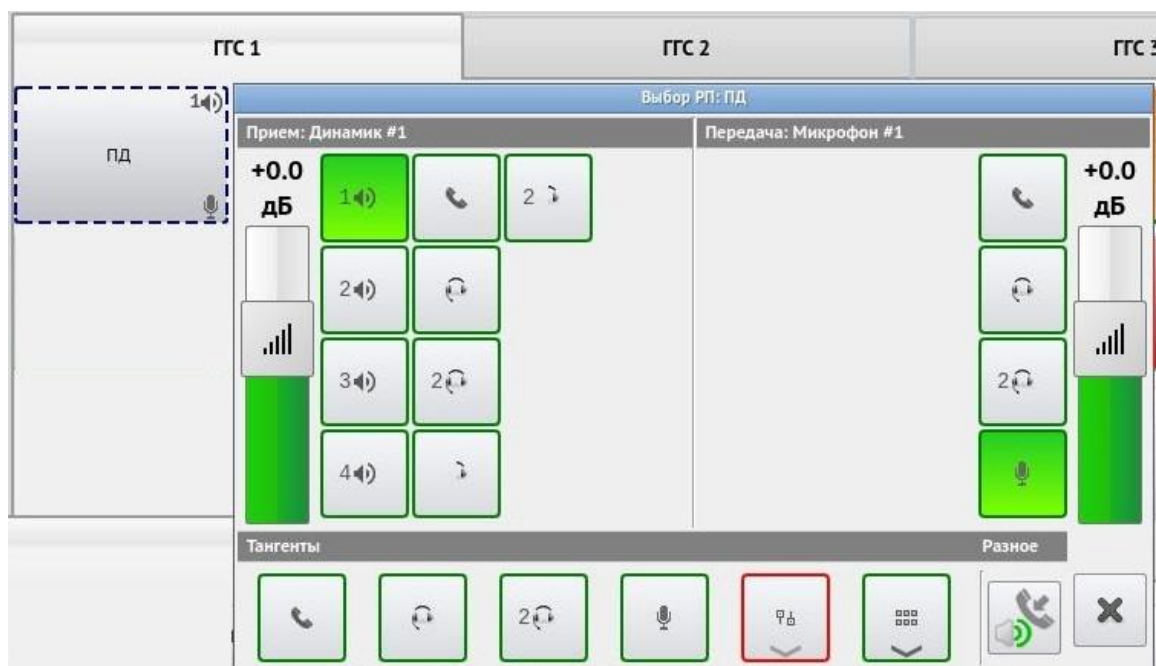 ГГС 1
ГГС 2
ГГС 3
1
ПД
Выбор РП: ПД
Прием: Динамик #1
Передача: Микрофон #1
+0.0
дБ
1
2
+0.0
дБ
2
3
2
2
4
Тангенты
Разное
2